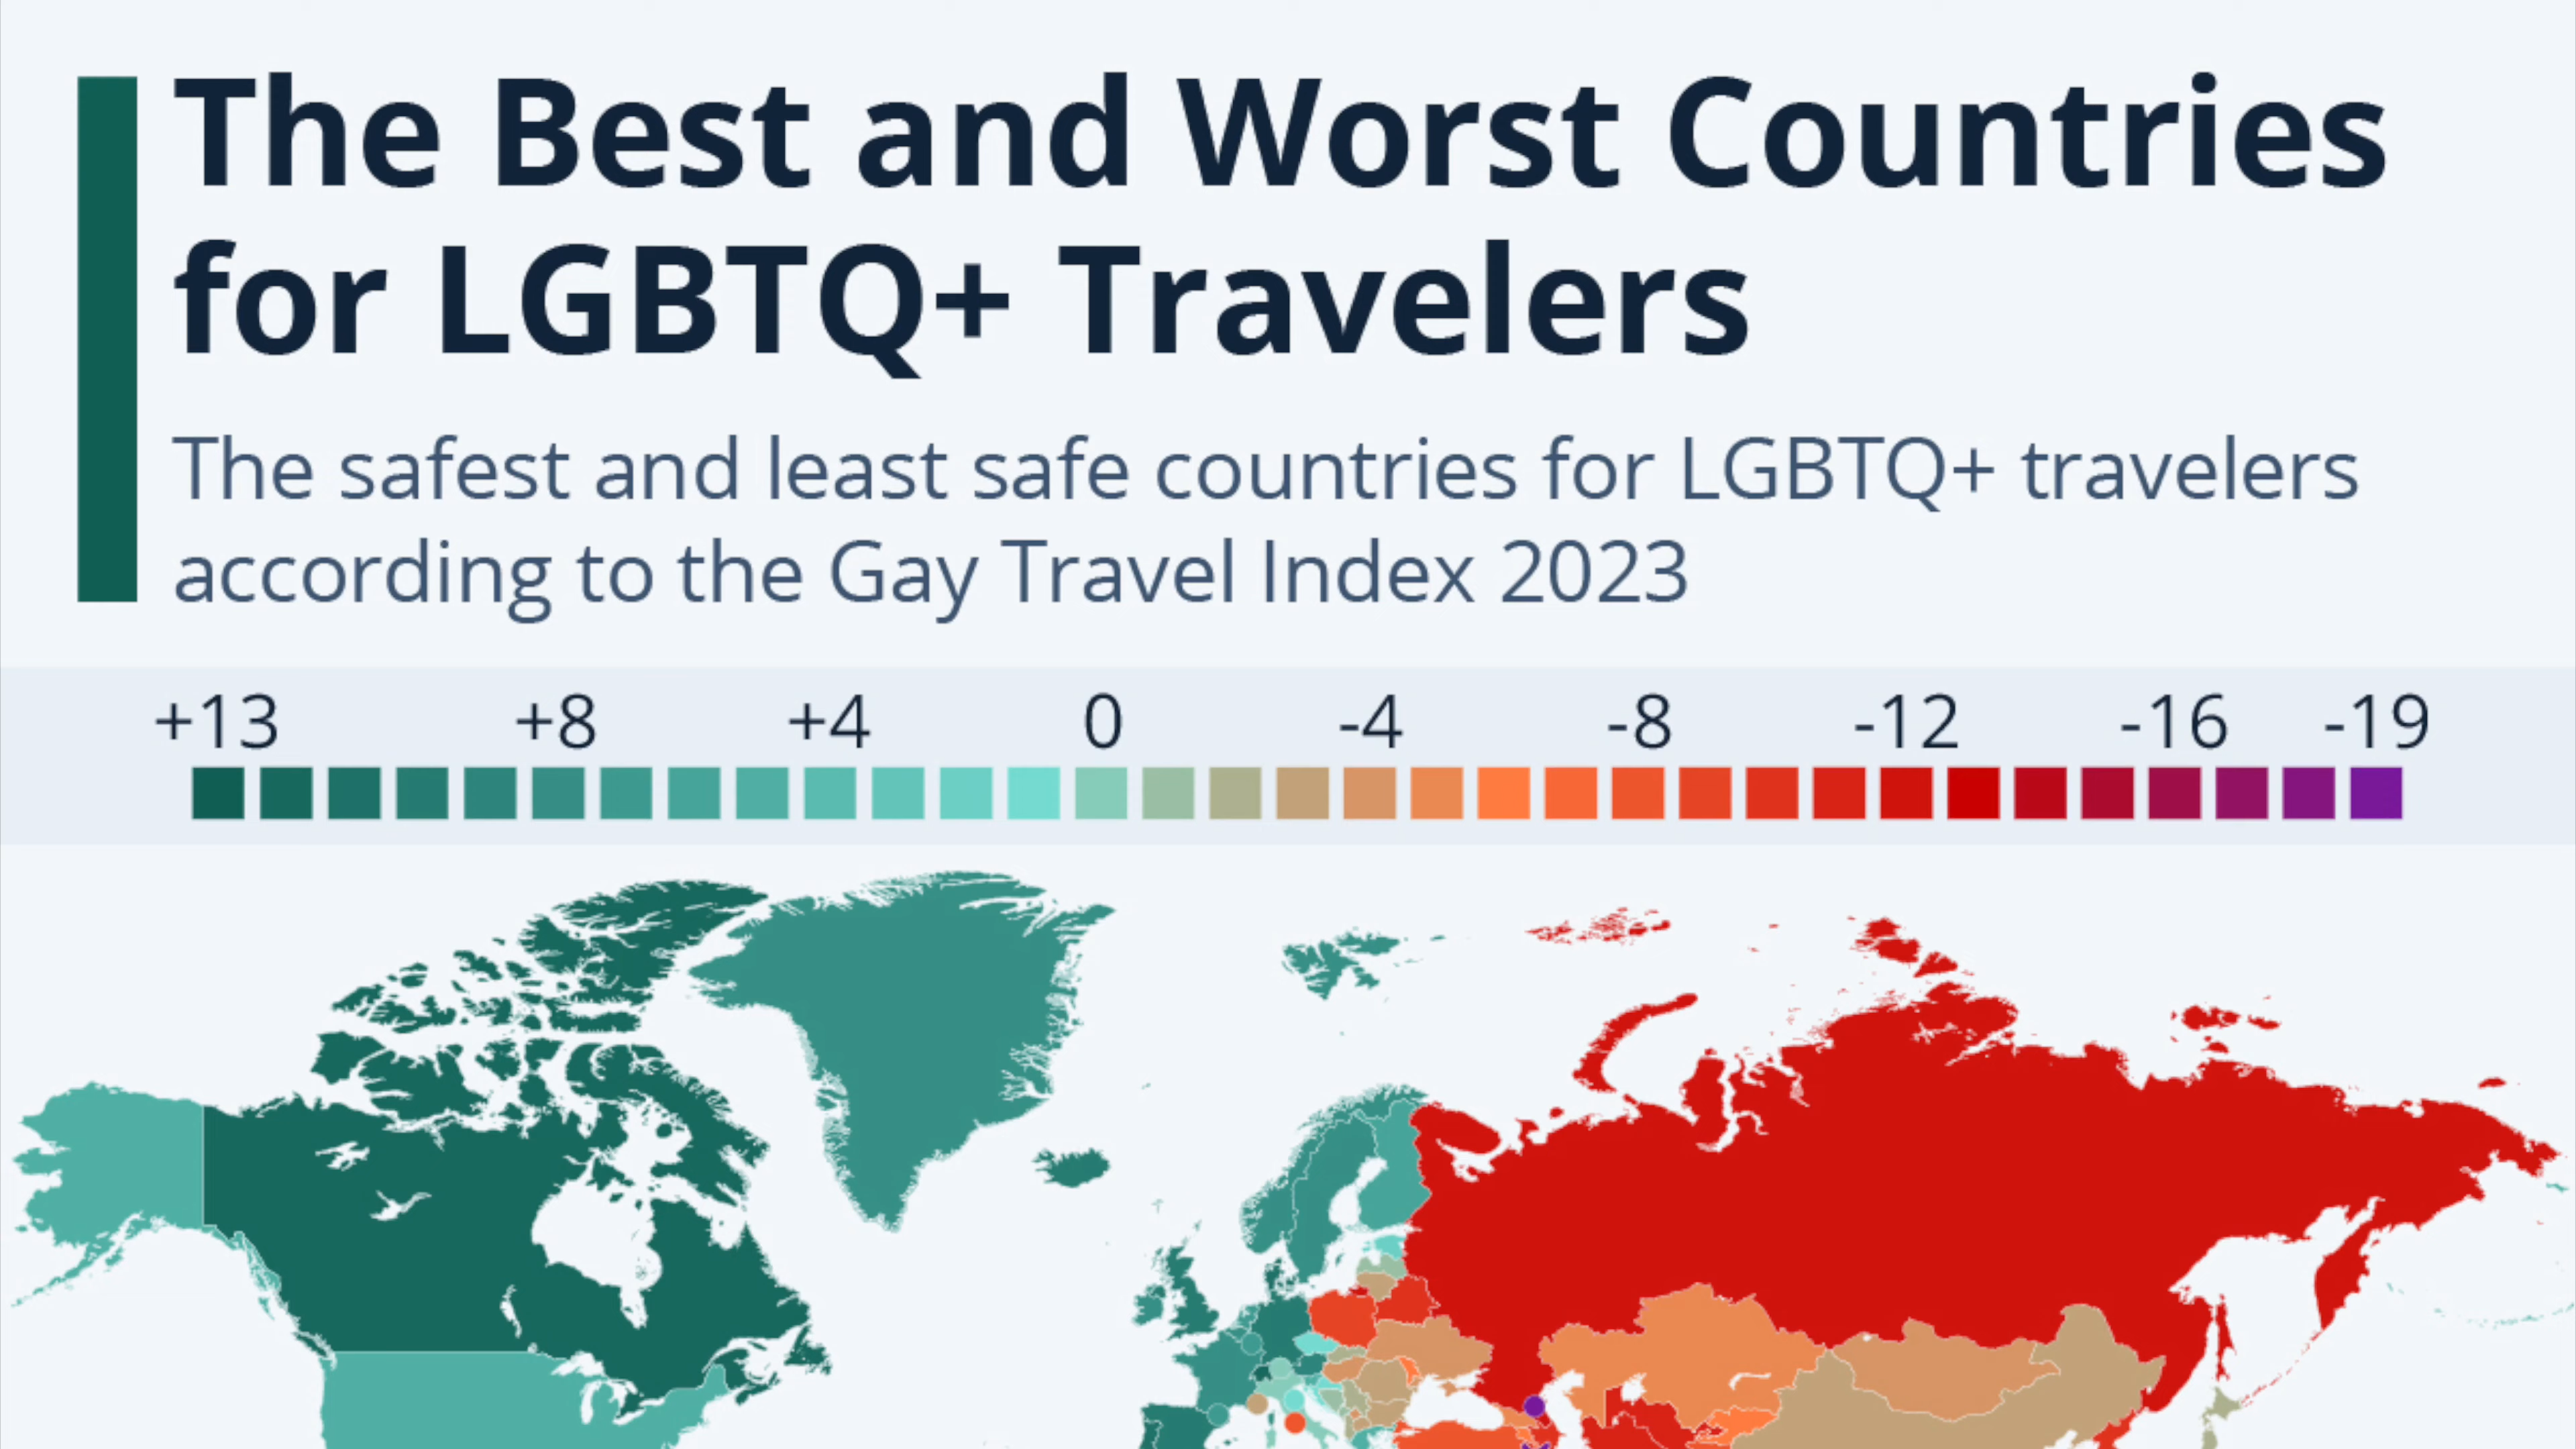 The Best and Worst Countries
for LGBTQ+ Travelers
The safest and least safe countries for LGBTQ+ travelers
according to the Gay Travel Index 2023
+13 +8 +4 0 -4 -8 -12 -16 -19